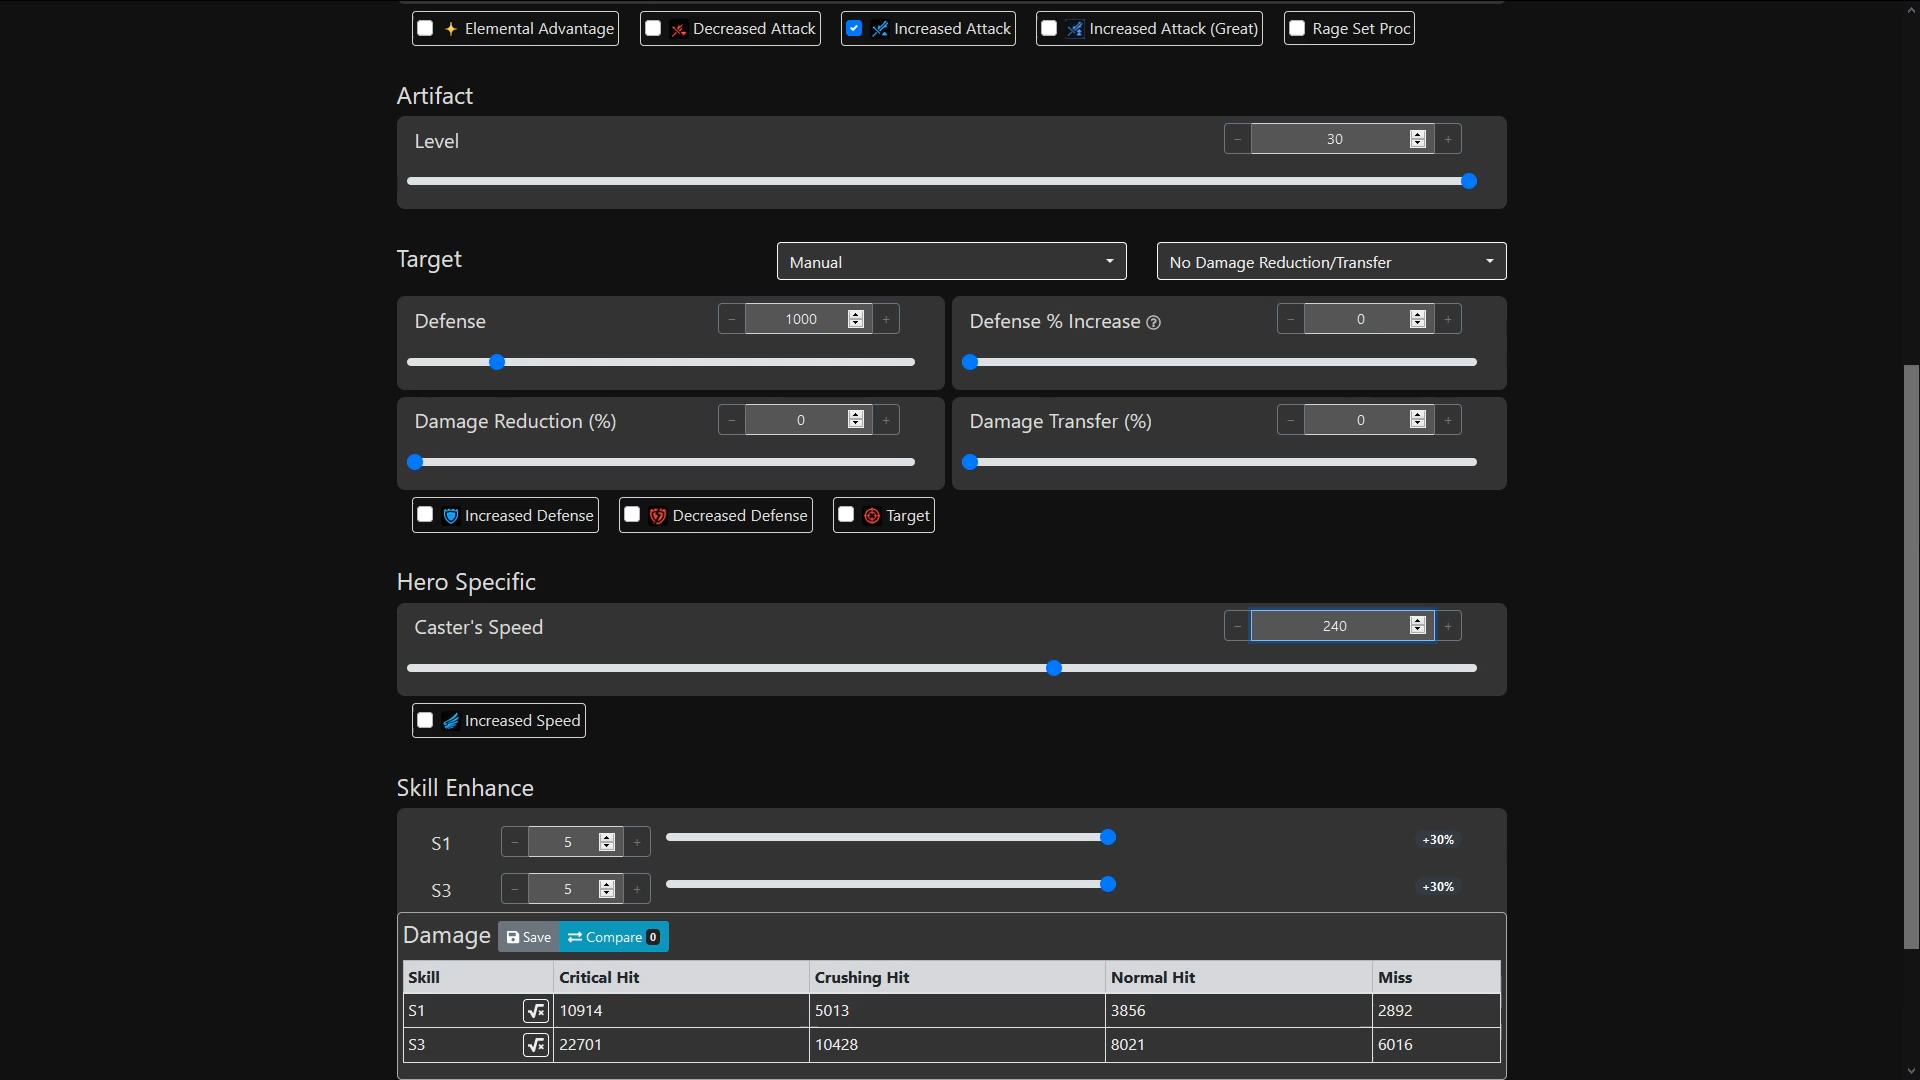 Elemental Advantage Decreased Attack Increased Attack Increased Attack (Great) Rage Set Proc
Artifact
Level − 30 +
Target Manual No Damage Reduction/Transfer
Defense − 1000 + Defense % Increase − 0 +
Damage Reduction (%) − 0 + Damage Transfer (%) − 0 +
Increased Defense Decreased Defense Target
Hero Specific
Caster's Speed − 240 +
Increased Speed
Skill Enhance
S1 − 5 + +30%
S3 − 5 + +30%
Damage Save Compare 0
Skill Critical Hit Crushing Hit Normal Hit Miss
S1 10914 5013 3856 2892
S3 22701 10428 8021 6016